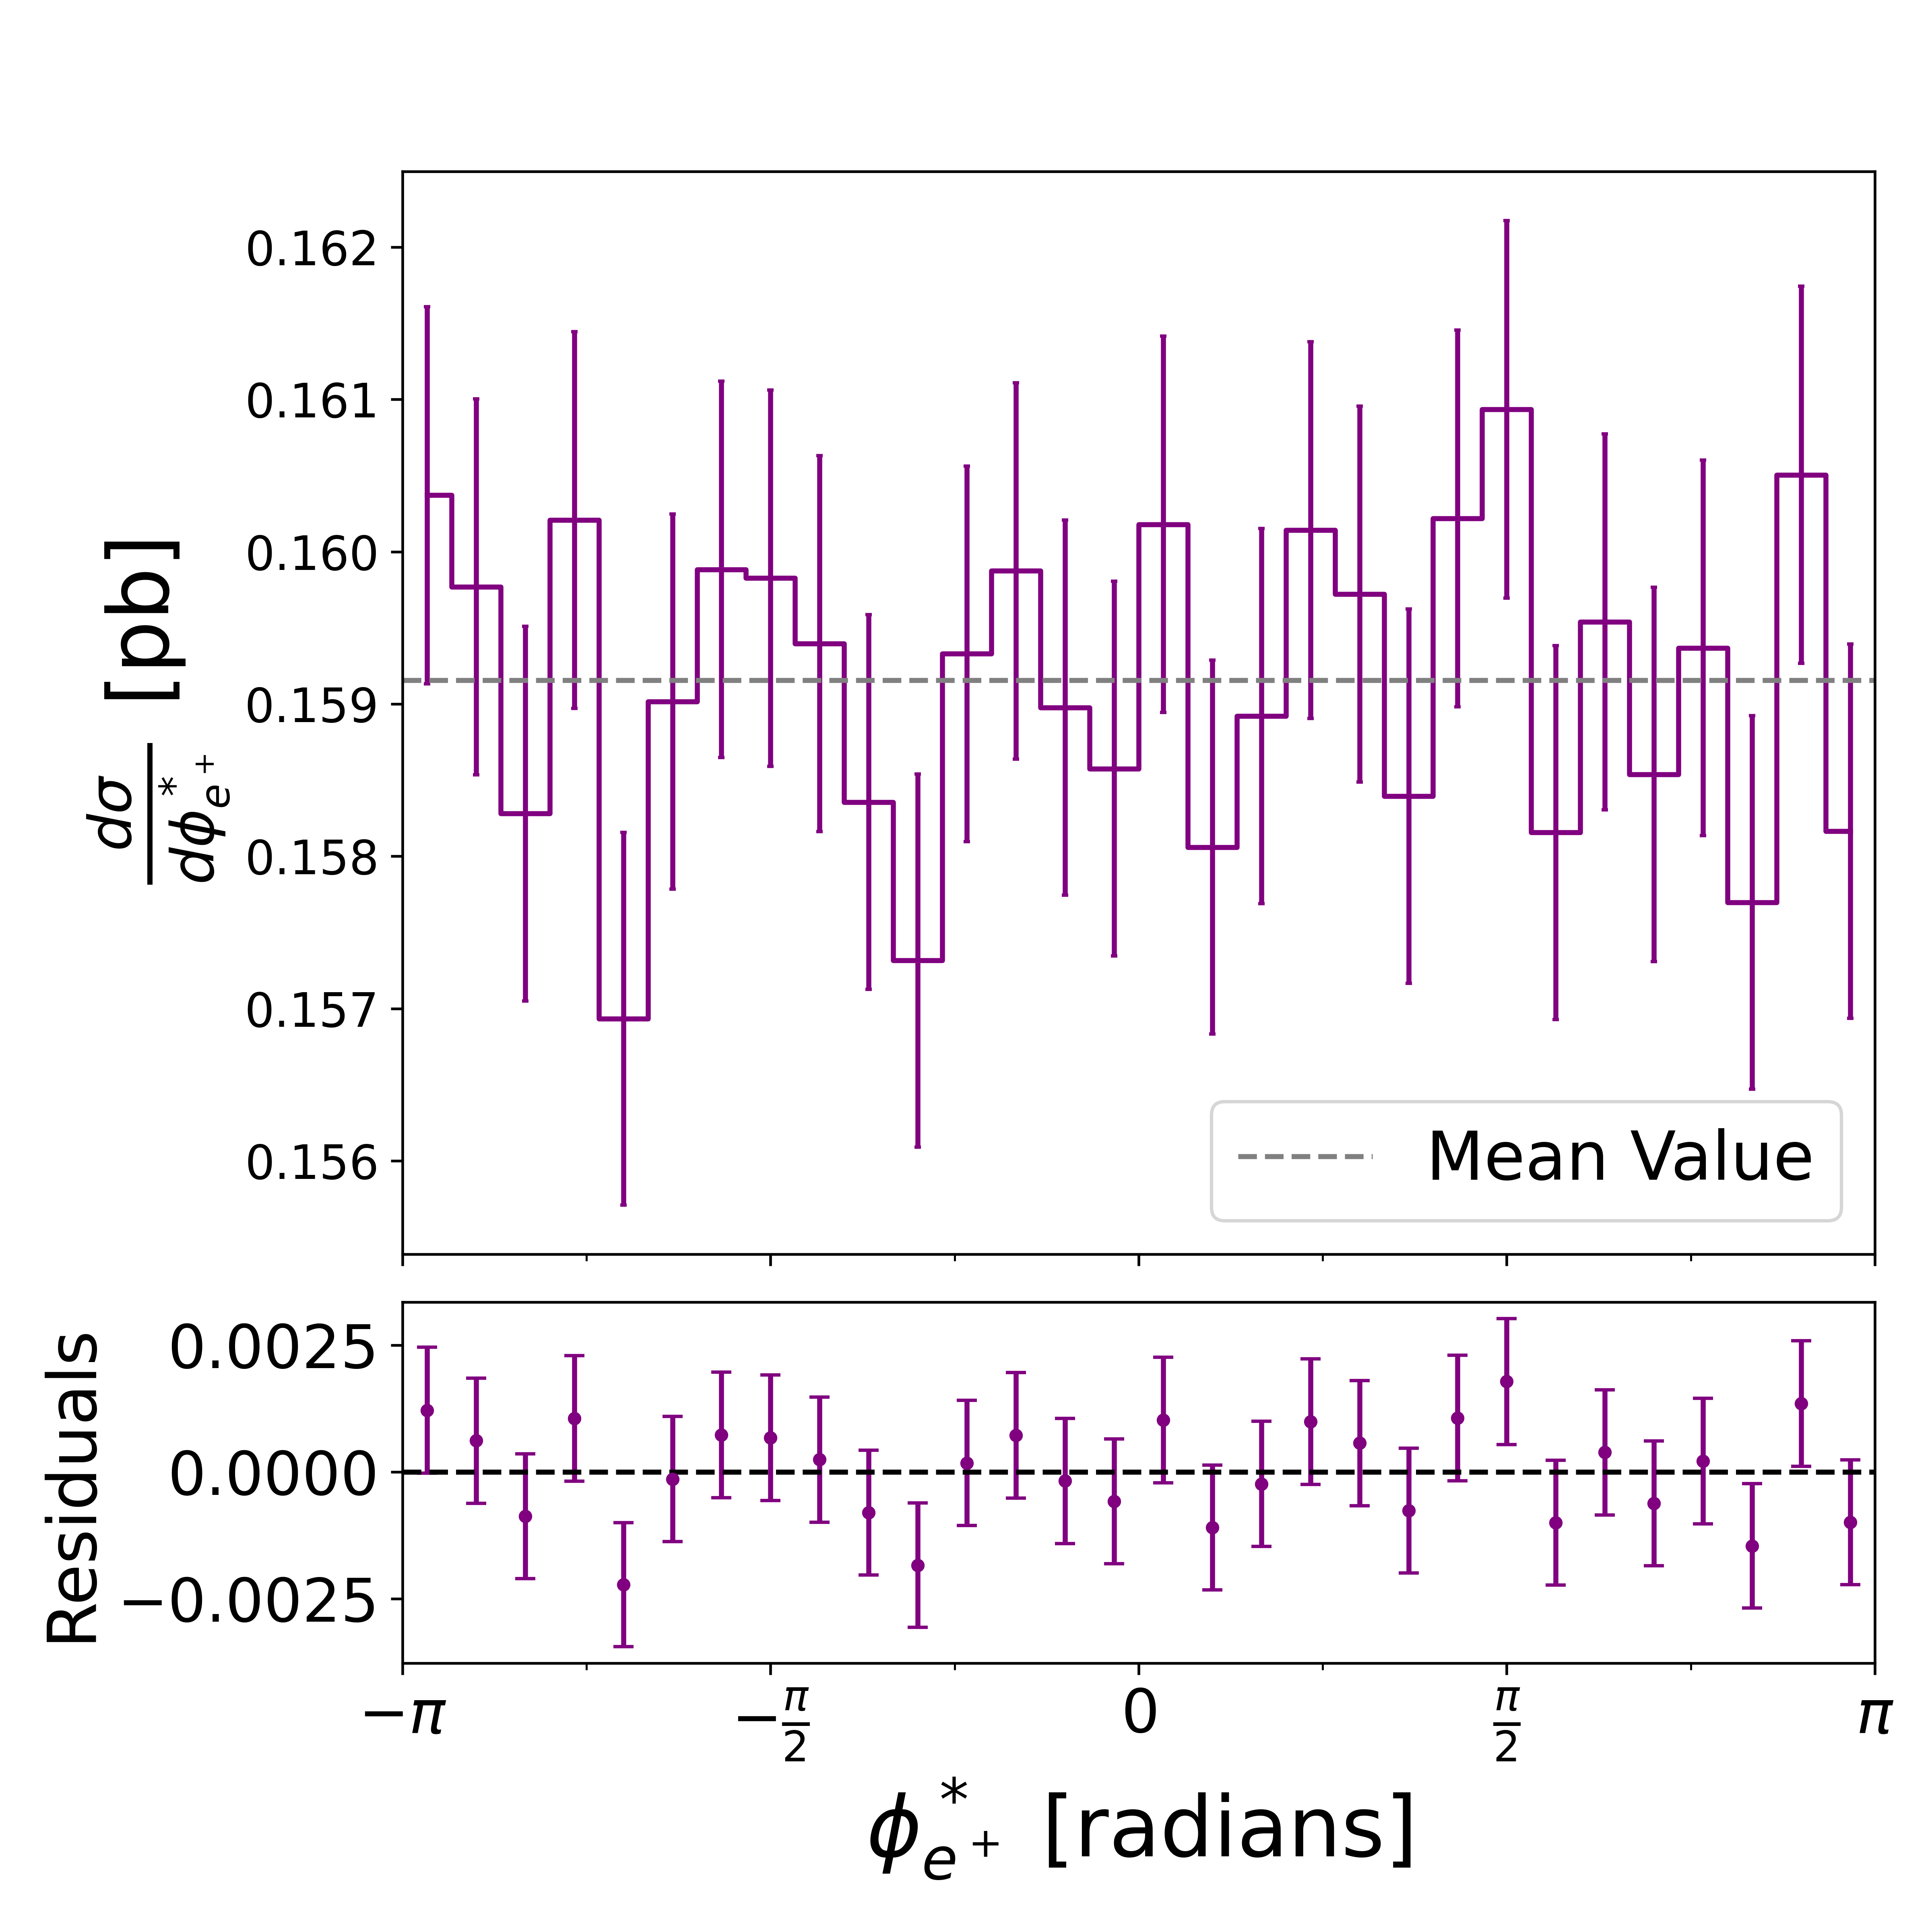 dσ/dϕ*ₑ⁺ [pb]
0.162
0.161
0.160
0.159
0.158
0.157
0.156
Mean Value
Residuals
0.0025
0.0000
−0.0025
−π
−π/2
0
π/2
π
ϕ*ₑ⁺ [radians]